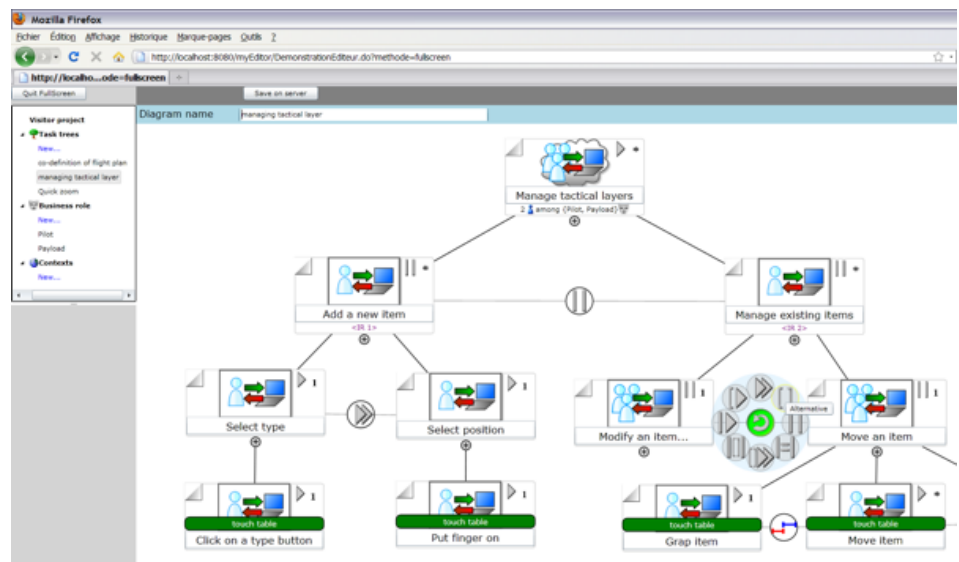 Mozilla Firefox
Fichier Édition Affichage Historique Marque-pages Outils ?
http://localhost:8080/myEditor/DemonstrationEditeur.do?methode=fullscreen
http://localho...ode=fullscreen
Quit FullScreen
Save on server
Diagram name
managing tactical layer
Visitor project
Task trees
New...
co-definition of flight plan
managing tactical layer
Quick zoom
Business role
New...
Pilot
Payload
Contexts
New...
*
Manage tactical layers
2 among {Pilot, Payload}
*
Add a new item
<IR 1>
*
Manage existing items
<IR 2>
1
Select type
1
Select position
1
Modify an item...
Alternative
1
Move an item
1
touch table
Click on a type button
1
touch table
Put finger on
1
touch table
Grap item
*
touch table
Move item